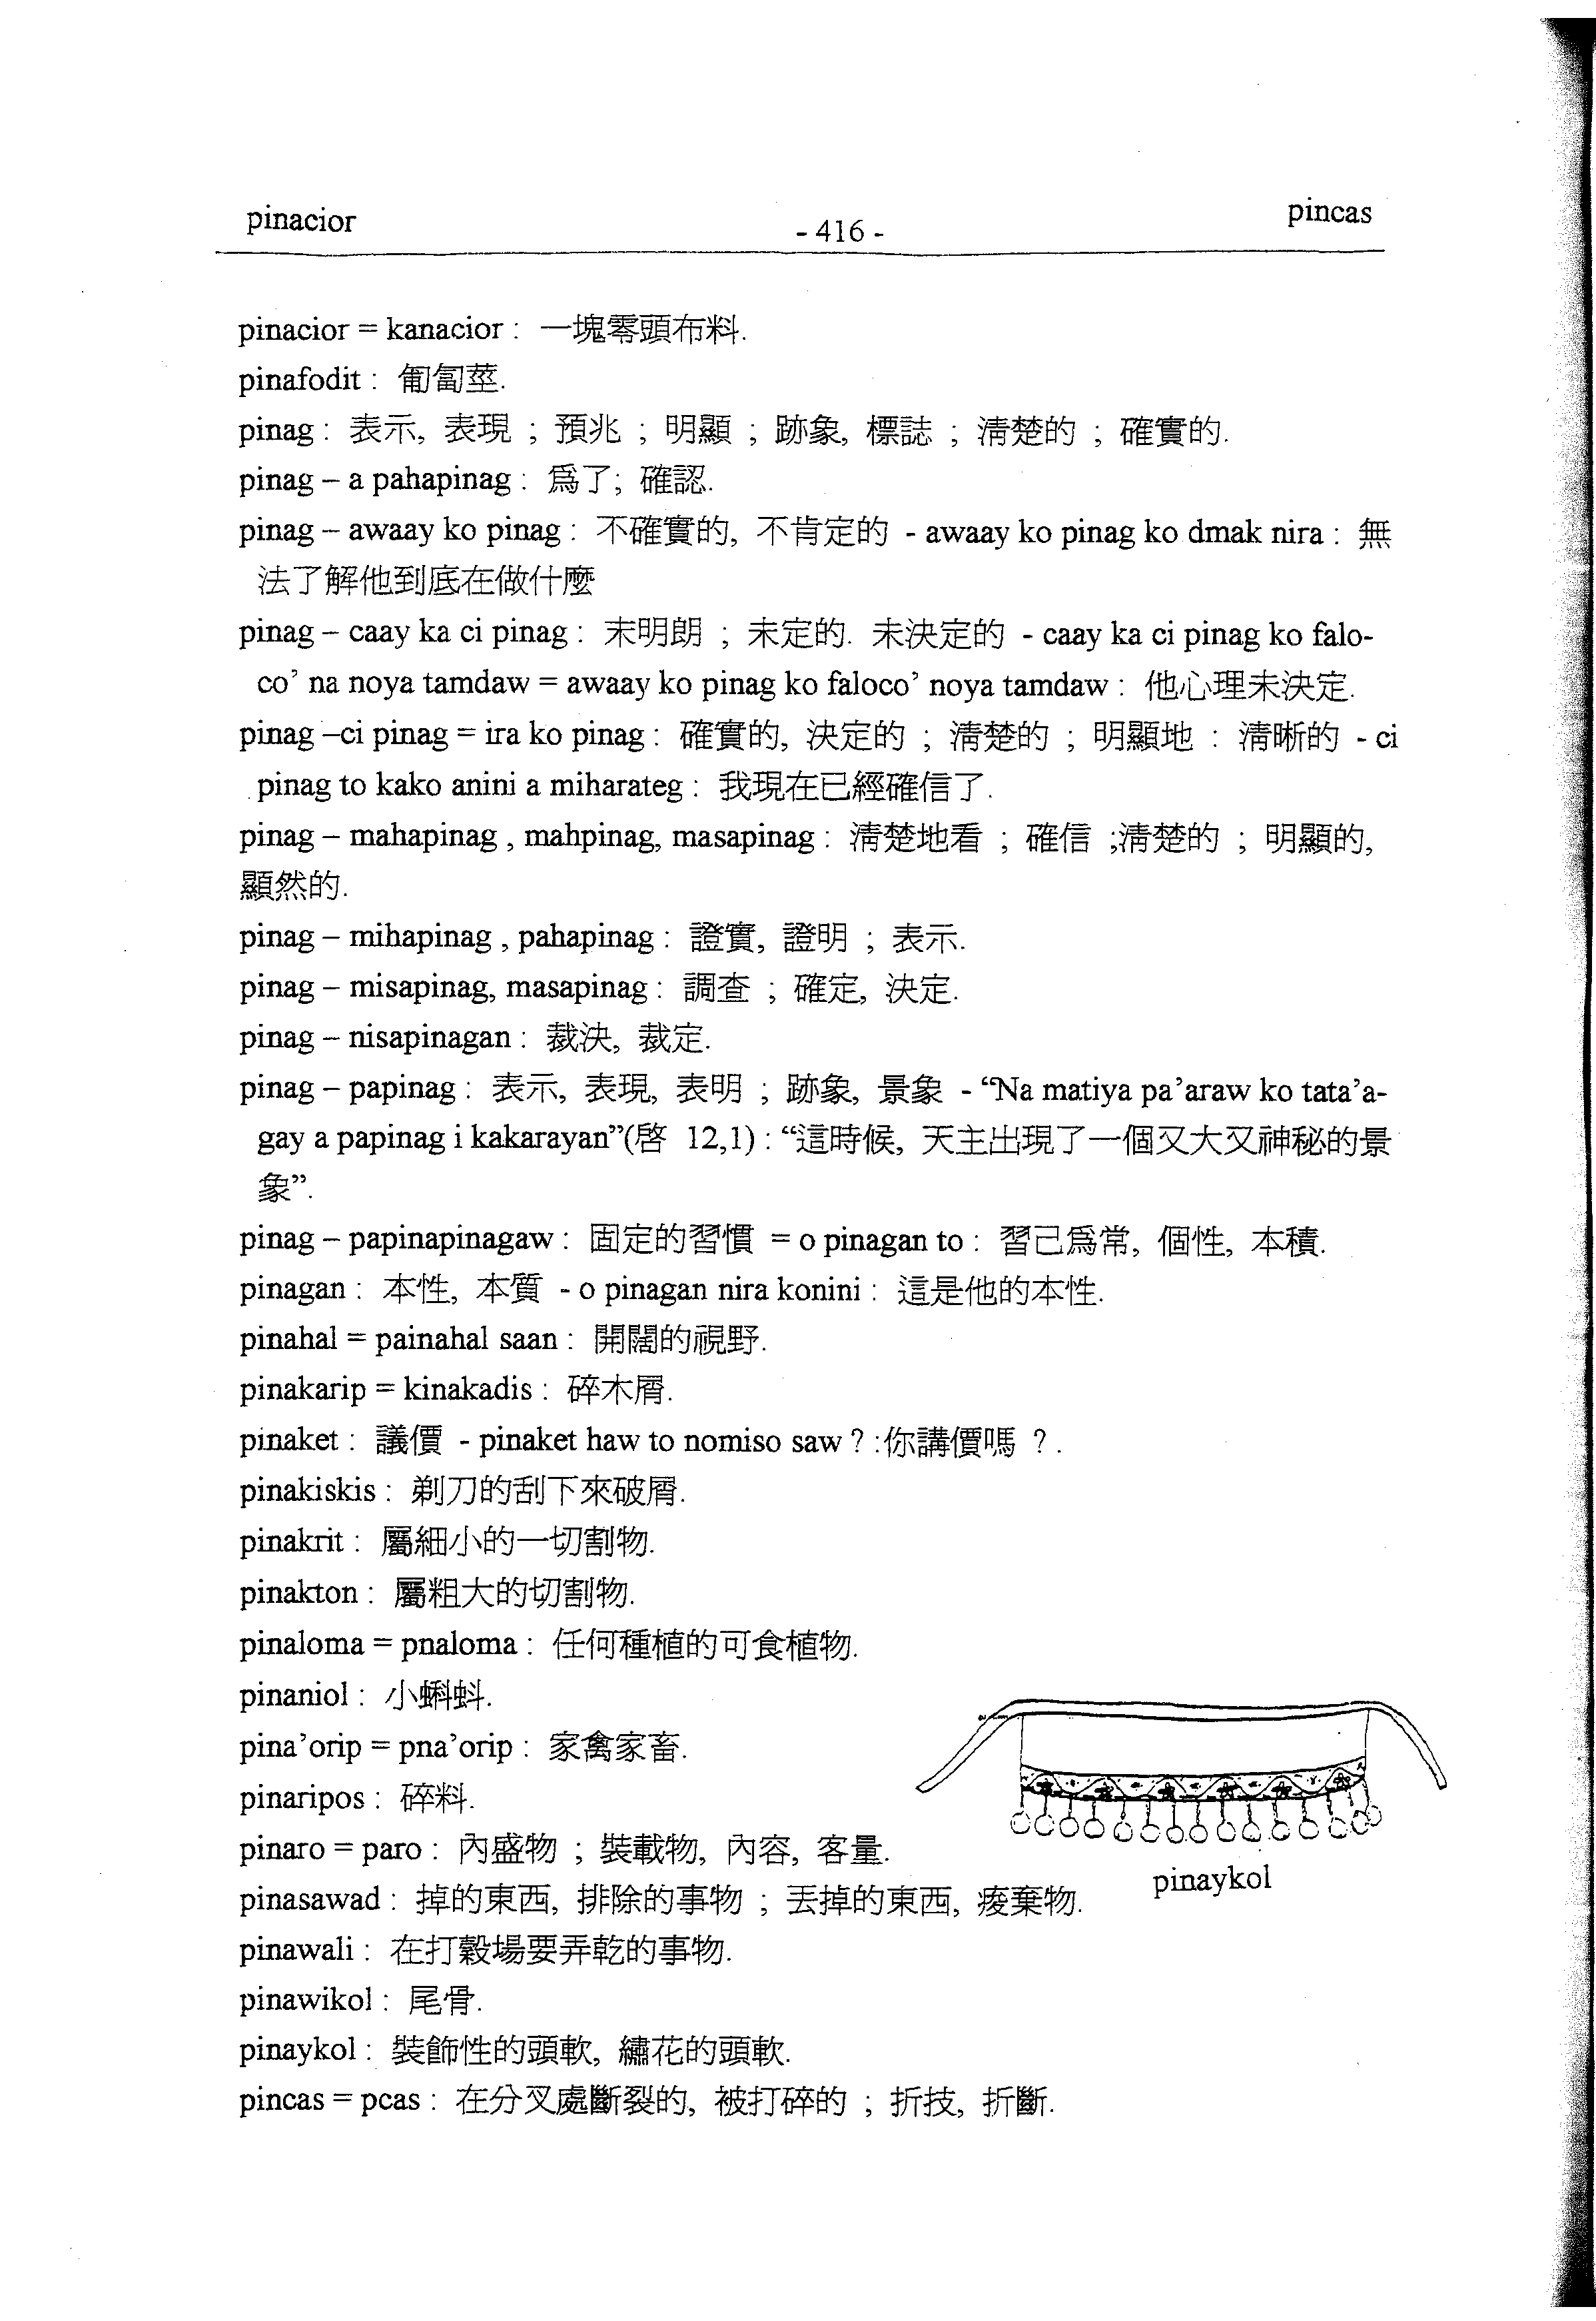 pinacior
- 416 -
pincas
pinacior = kanacior : 一塊零頭布料.
pinafodit : 匍匐莖.
pinag : 表示, 表現 ; 預兆 ; 明顯 ; 跡象, 標誌 ; 清楚的 ; 確實的.
pinag – a pahapinag : 爲了; 確認.
pinag – awaay ko pinag : 不確實的, 不肯定的 - awaay ko pinag ko dmak nira : 無
法了解他到底在做什麼
pinag – caay ka ci pinag : 末明朗 ; 未定的. 未決定的 - caay ka ci pinag ko falo-
co’ na noya tamdaw = awaay ko pinag ko faloco’ noya tamdaw : 他心理未決定.
pinag –ci pinag = ira ko pinag : 確實的, 決定的 ; 清楚的 ; 明顯地 : 清晰的 - ci
pinag to kako anini a miharateg : 我現在已經確信了.
pinag – mahapinag , mahpinag, masapinag : 清楚地看 ; 確信 ;清楚的 ; 明顯的,
顯然的.
pinag – mihapinag , pahapinag : 證實, 證明 ; 表示.
pinag – misapinag, masapinag : 調查 ; 確定, 決定.
pinag – nisapinagan : 裁決, 裁定.
pinag – papinag : 表示, 表現, 表明 ; 跡象, 景象 - “Na matiya pa’araw ko tata’a-
gay a papinag i kakarayan”(啓 12,1) : “這時候, 天主出現了一個又大又神秘的景
象”.
pinag – papinapinagaw : 固定的習慣 = o pinagan to : 習己爲常, 個性, 本積.
pinagan : 本性, 本質 - o pinagan nira konini : 這是他的本性.
pinahal = painahal saan : 開闊的視野.
pinakarip = kinakadis : 碎木屑.
pinaket : 議價 - pinaket haw to nomiso saw ? :你講價嗎 ? .
pinakiskis : 剃刀的刮下來破屑.
pinakrit : 屬細小的一切割物.
pinakton : 屬粗大的切割物.
pinaloma = pnaloma : 任何種植的可食植物.
pinaniol : 小蝌蚪.
pina’orip = pna’orip : 家禽家畜.
pinaripos : 碎料.
pinaro = paro : 內盛物 ; 裝載物, 內容, 客量.
pinaykol
pinasawad : 掉的東西, 排除的事物 ; 丟掉的東西, 痠棄物.
pinawali : 在打穀場要弄乾的事物.
pinawikol : 尾骨.
pinaykol : 裝飾性的頭軟, 繡花的頭軟.
pincas = pcas : 在分叉處斷裂的, 被打碎的 ; 折技, 折斷.